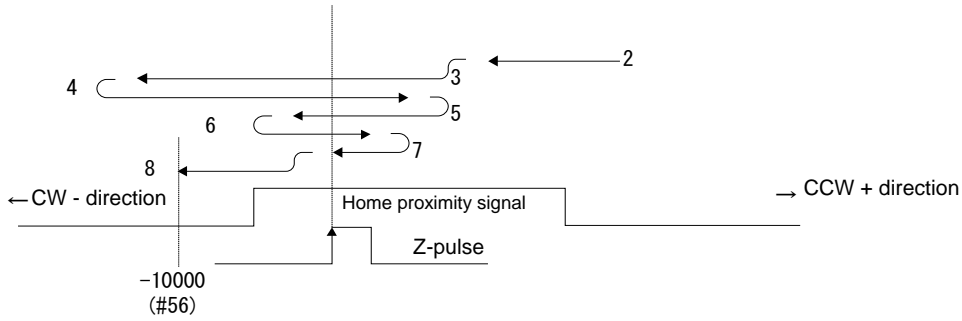 2
3
4
5
6
7
8
←CW - direction
→ CCW + direction
Home proximity signal
Z-pulse
-10000
(#56)